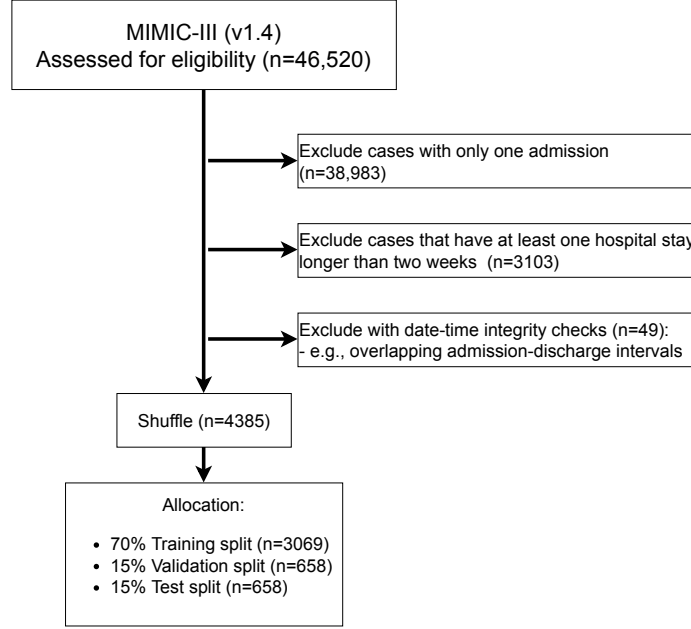 MIMIC-III (v1.4)
Assessed for eligibility (n=46,520)
Exclude cases with only one admission
(n=38,983)
Exclude cases that have at least one hospital stay
longer than two weeks  (n=3103)
Exclude with date-time integrity checks (n=49):
- e.g., overlapping admission-discharge intervals
Shuffle (n=4385)
Allocation:
• 70% Training split (n=3069)
• 15% Validation split (n=658)
• 15% Test split (n=658)